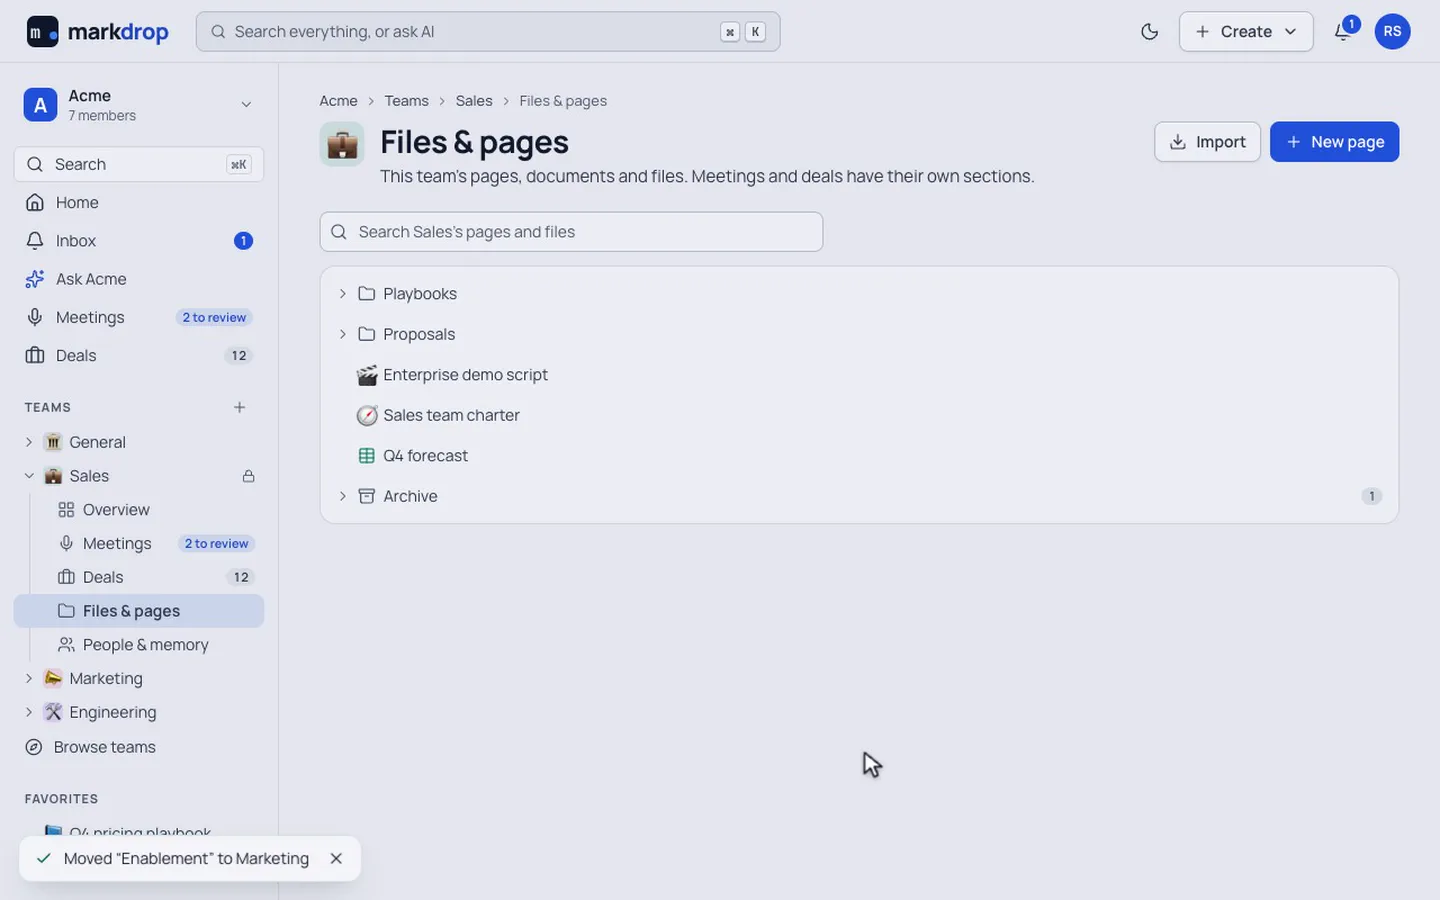 m.
markdrop
Search everything, or ask AI
⌘ K
Create
1
RS
A
Acme
7 members
Search
⌘K
Home
Inbox
1
Ask Acme
Meetings
2 to review
Deals
12
TEAMS
General
Sales
Overview
Meetings
2 to review
Deals
12
Files & pages
People & memory
Marketing
Engineering
Browse teams
FAVORITES
Q4 pricing playbook
Moved “Enablement” to Marketing
Acme > Teams > Sales > Files & pages
Files & pages
This team's pages, documents and files. Meetings and deals have their own sections.
Import
New page
Search Sales's pages and files
Playbooks
Proposals
Enterprise demo script
Sales team charter
Q4 forecast
Archive
1